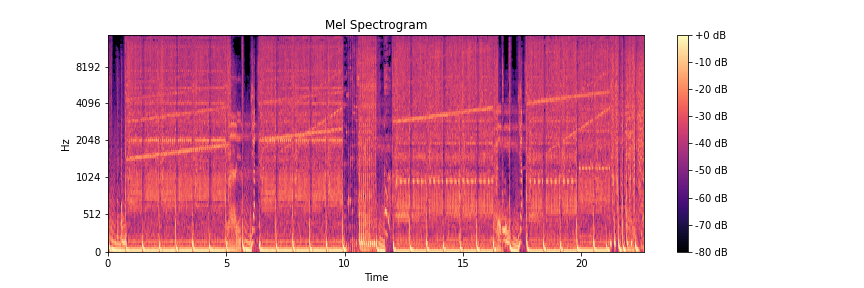 Mel Spectrogram
Hz
8192
4096
2048
1024
512
0
0 5 10 15 20
Time
+0 dB
-10 dB
-20 dB
-30 dB
-40 dB
-50 dB
-60 dB
-70 dB
-80 dB